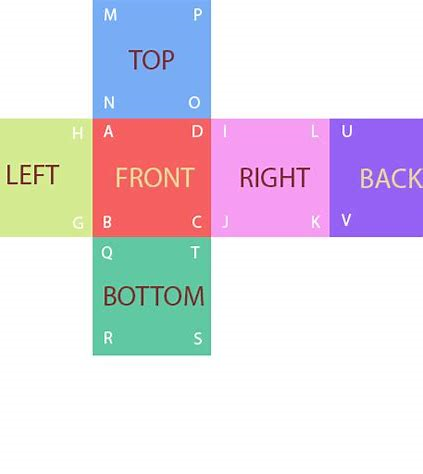 M P
TOP
N O
H A D I L U
LEFT FRONT RIGHT BACK
G B C J K V
Q T
BOTTOM
R S